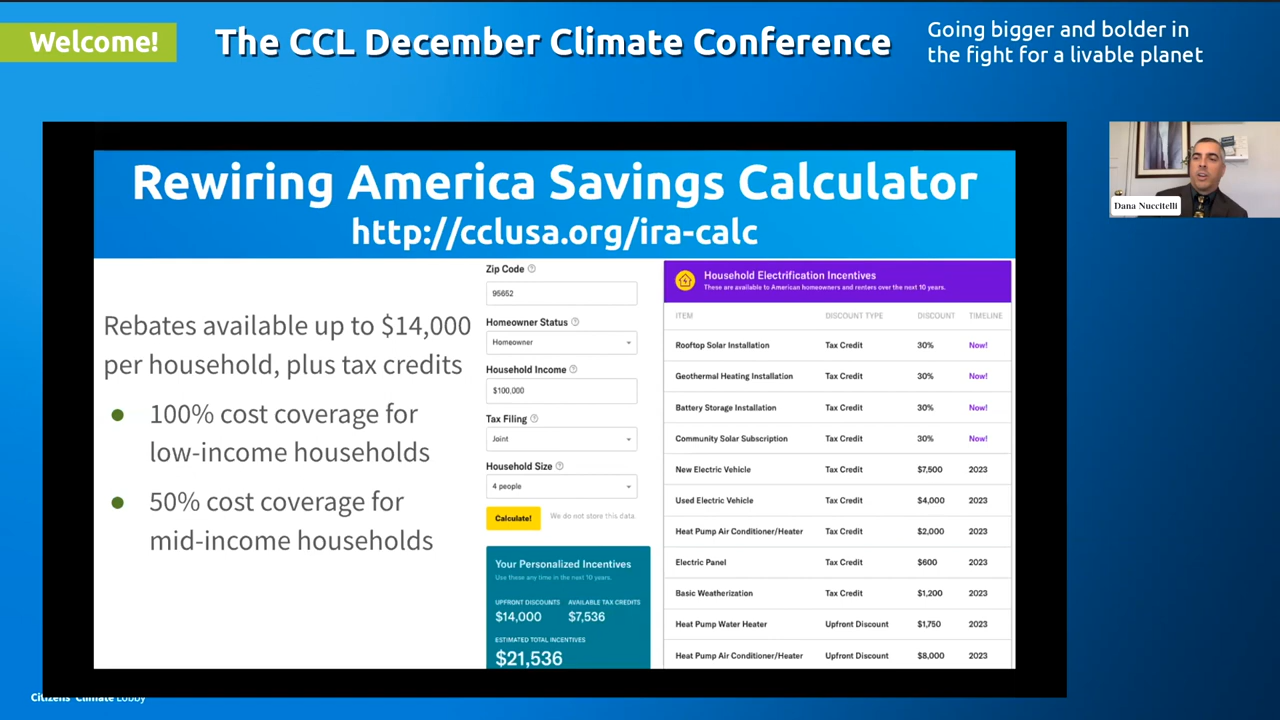 Welcome!
The CCL December Climate Conference
Going bigger and bolder in
the fight for a livable planet
Rewiring America Savings Calculator
http://cclusa.org/ira-calc
Rebates available up to $14,000
per household, plus tax credits
● 100% cost coverage for
low-income households
● 50% cost coverage for
mid-income households
Zip Code
95652
Homeowner Status
Homeowner
Household Income
$100,000
Tax Filing
Joint
Household Size
4 people
Calculate! We do not store this data.
Your Personalized Incentives
Use these any time in the next 10 years.
UPFRONT DISCOUNTS AVAILABLE TAX CREDITS
$14,000 $7,536
ESTIMATED TOTAL INCENTIVES
$21,536
Household Electrification Incentives
These are available to American homeowners and renters over the next 10 years.
ITEM DISCOUNT TYPE DISCOUNT TIMELINE
Rooftop Solar Installation Tax Credit 30% Now!
Geothermal Heating Installation Tax Credit 30% Now!
Battery Storage Installation Tax Credit 30% Now!
Community Solar Subscription Tax Credit 30% Now!
New Electric Vehicle Tax Credit $7,500 2023
Used Electric Vehicle Tax Credit $4,000 2023
Heat Pump Air Conditioner/Heater Tax Credit $2,000 2023
Electric Panel Tax Credit $600 2023
Basic Weatherization Tax Credit $1,200 2023
Heat Pump Water Heater Upfront Discount $1,750 2023
Heat Pump Air Conditioner/Heater Upfront Discount $8,000 2023
Dana Nuccitelli
Citizens' Climate Lobby